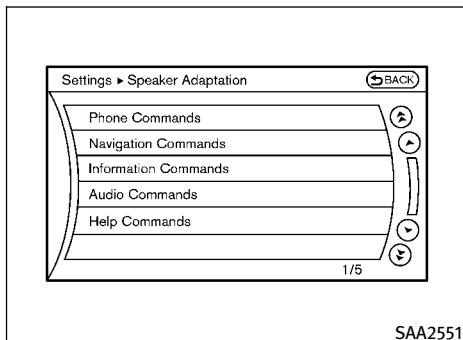 Settings ▸ Speaker Adaptation
BACK
Phone Commands
Navigation Commands
Information Commands
Audio Commands
Help Commands
1/5
SAA2551